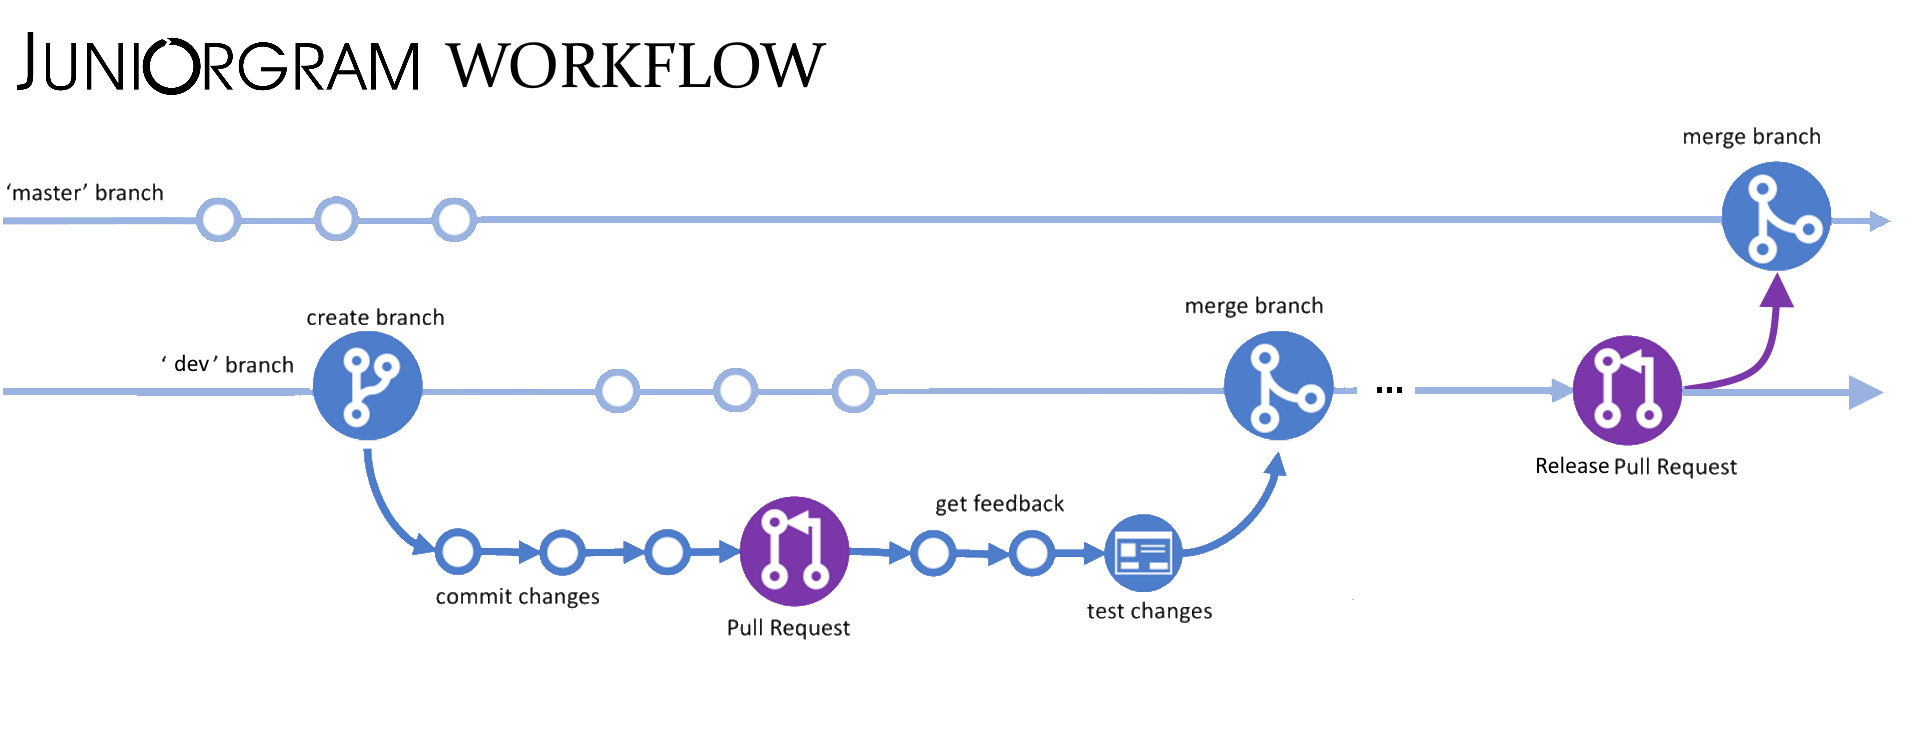 JUNIORGRAM WORKFLOW
merge branch
‘master’ branch
create branch
merge branch
‘ dev’ branch
...
Release Pull Request
get feedback
commit changes
test changes
Pull Request